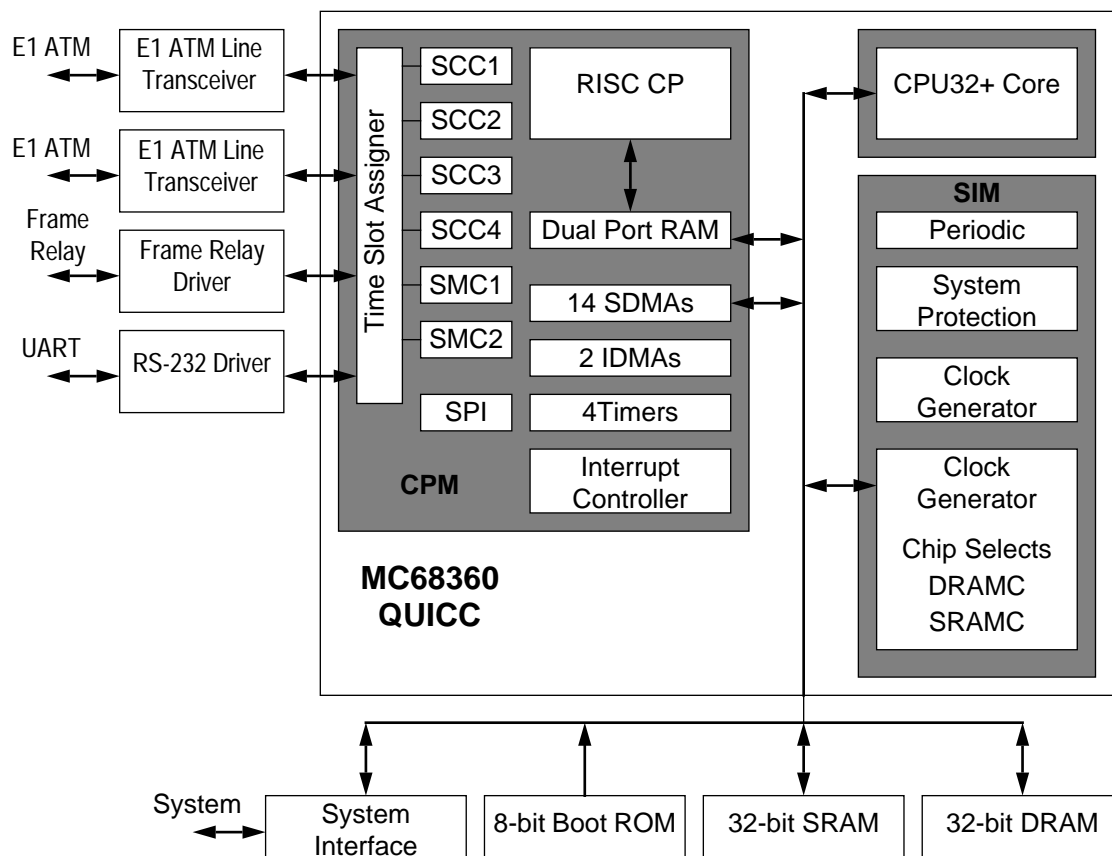 E1 ATM
E1 ATM Line
Transceiver
E1 ATM
E1 ATM Line
Transceiver
Frame
Relay
Frame Relay
Driver
UART
RS-232 Driver
Time Slot Assigner
SCC1
SCC2
SCC3
SCC4
SMC1
SMC2
SPI
CPM
RISC CP
Dual Port RAM
14 SDMAs
2 IDMAs
4Timers
Interrupt
Controller
MC68360
QUICC
CPU32+ Core
SIM
Periodic
System
Protection
Clock
Generator
Clock
Generator
Chip Selects
DRAMC
SRAMC
System
System
Interface
8-bit Boot ROM
32-bit SRAM
32-bit DRAM